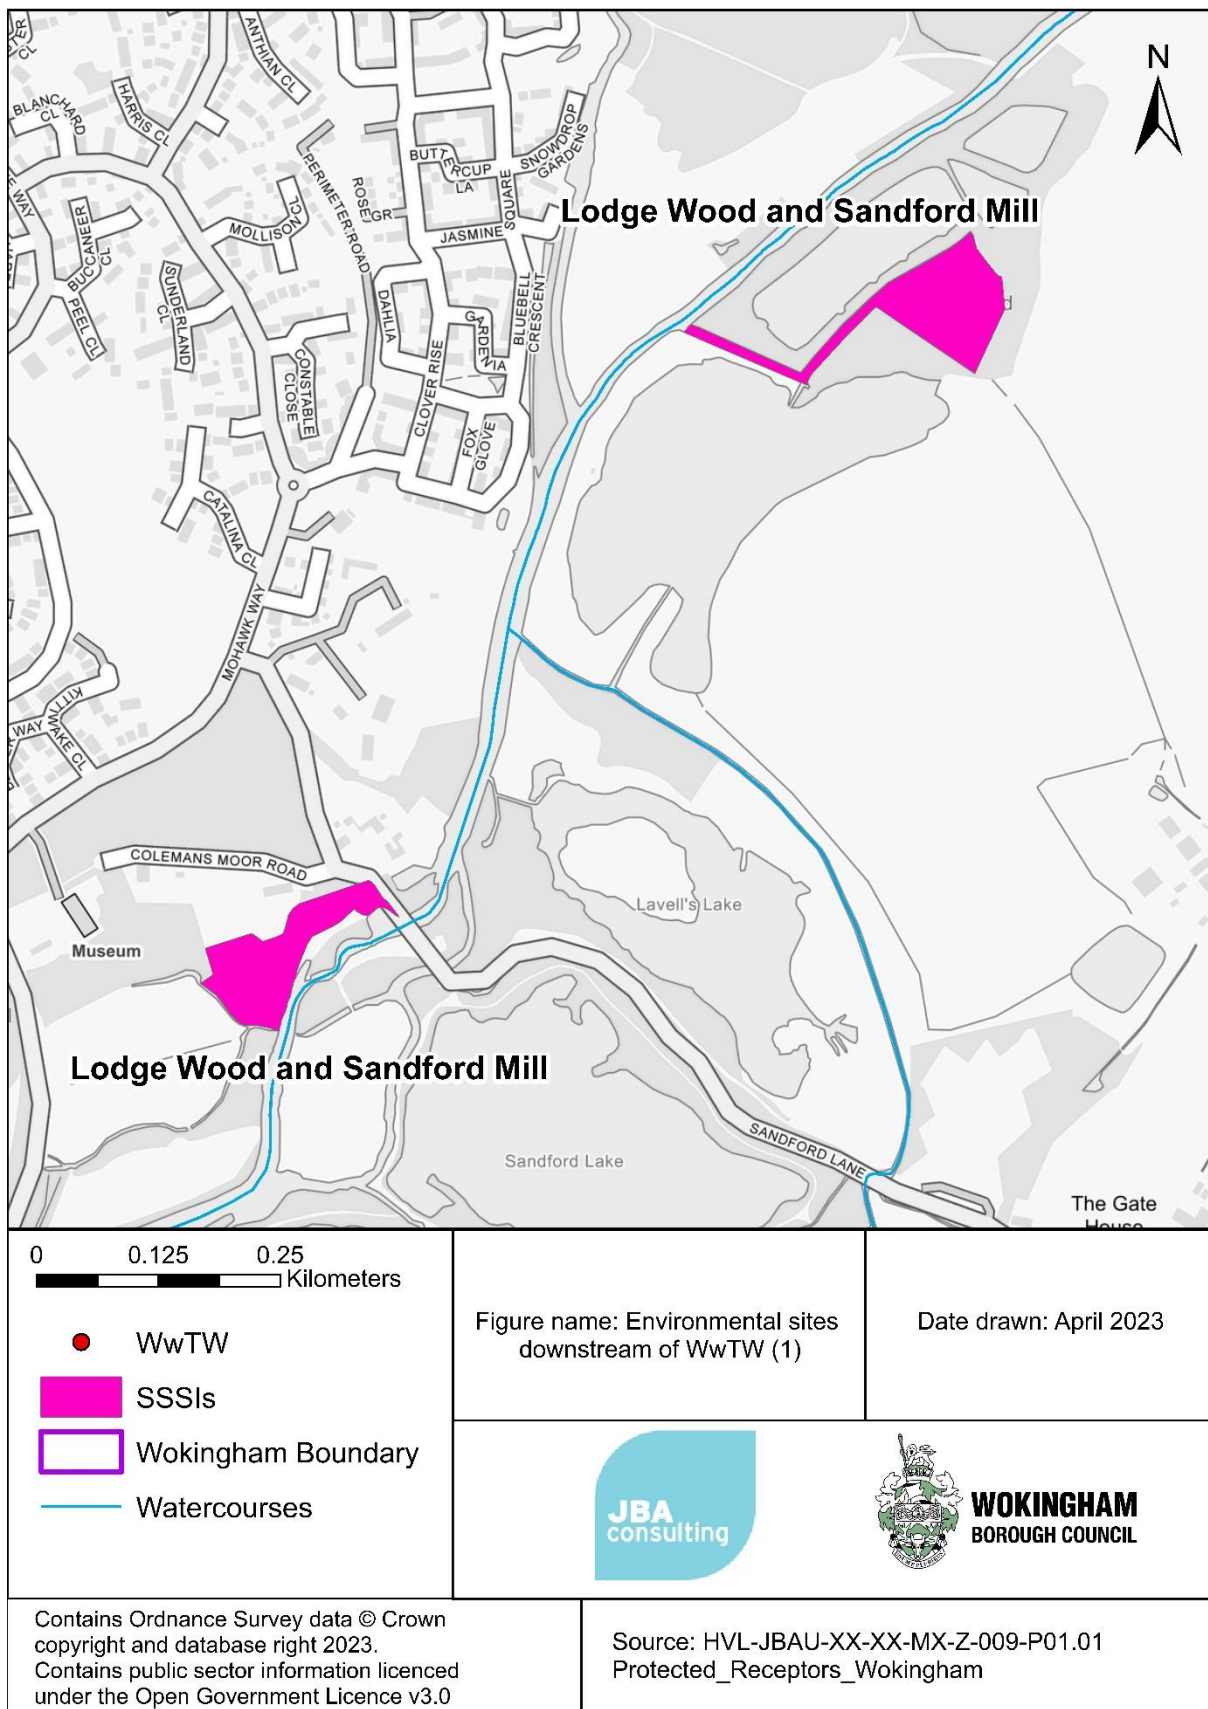 ANTHIAN CL
BLANCHARD
CL
HARRIS CL
PERIMETER ROAD
ROSE
GR
BUTTERCUP
LA
SNOWDROP
GARDENS
SQUARE
JASMINE
MOLLISON CL
BUCCANEER
CL
PEEL CL
SUNDERLAND
CL
CONSTABLE
CLOSE
DAHLIA
CLOVER RISE
GARDENIA
BLUEBELL
CRESCENT
FOX
GLOVE
CATALINA CL
MOHAWK WAY
KITTIWAKE CL
WAY
N
Lodge Wood and Sandford Mill
COLEMANS MOOR ROAD
Museum
Lavell's Lake
Lodge Wood and Sandford Mill
Sandford Lake
SANDFORD LANE
The Gate
House
0 0.125 0.25
Kilometers
WwTW
SSSIs
Wokingham Boundary
Watercourses
Figure name: Environmental sites
downstream of WwTW (1)
Date drawn: April 2023
JBA
consulting
WOKINGHAM
BOROUGH COUNCIL
Contains Ordnance Survey data © Crown
copyright and database right 2023.
Contains public sector information licenced
under the Open Government Licence v3.0
Source: HVL-JBAU-XX-XX-MX-Z-009-P01.01
Protected_Receptors_Wokingham